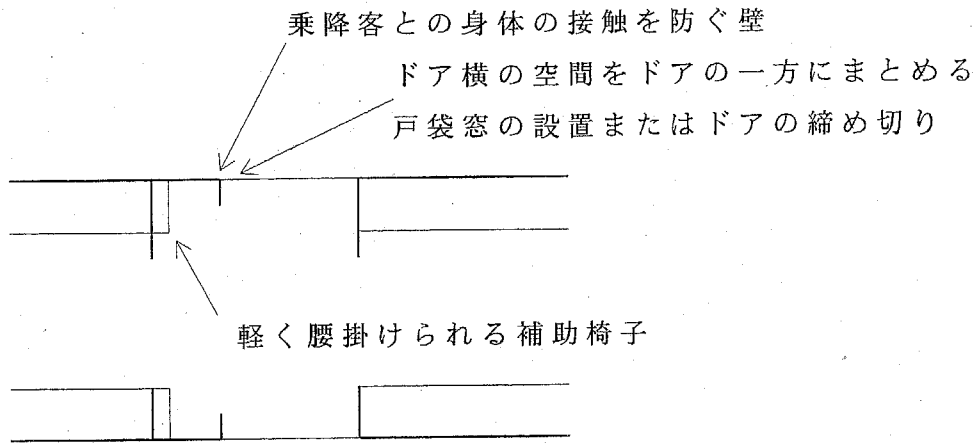 乗降客との身体の接触を防ぐ壁
ドア横の空間をドアの一方にまとめる
戸袋窓の設置またはドアの締め切り
軽く腰掛けられる補助椅子